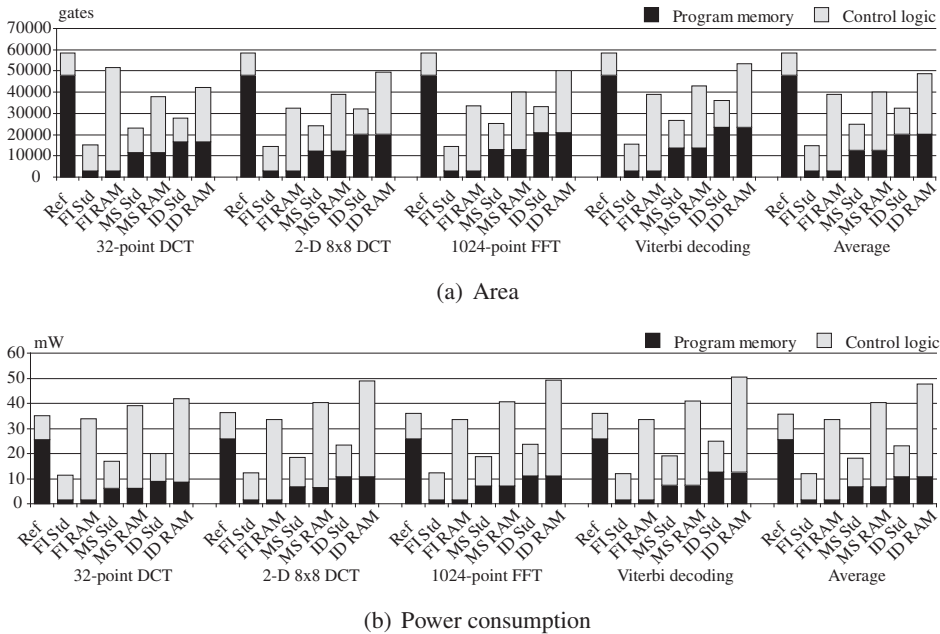 gates
Program memory Control logic
70000
60000
50000
40000
30000
20000
10000
0
Ref FI Std FI RAM MS Std MS RAM ID Std ID RAM
32-point DCT
Ref FI Std FI RAM MS Std MS RAM ID Std ID RAM
2-D 8x8 DCT
Ref FI Std FI RAM MS Std MS RAM ID Std ID RAM
1024-point FFT
Ref FI Std FI RAM MS Std MS RAM ID Std ID RAM
Viterbi decoding
Ref FI Std FI RAM MS Std MS RAM ID Std ID RAM
Average
(a) Area
mW
Program memory Control logic
60
50
40
30
20
10
0
Ref FI Std FI RAM MS Std MS RAM ID Std ID RAM
32-point DCT
Ref FI Std FI RAM MS Std MS RAM ID Std ID RAM
2-D 8x8 DCT
Ref FI Std FI RAM MS Std MS RAM ID Std ID RAM
1024-point FFT
Ref FI Std FI RAM MS Std MS RAM ID Std ID RAM
Viterbi decoding
Ref FI Std FI RAM MS Std MS RAM ID Std ID RAM
Average
(b) Power consumption